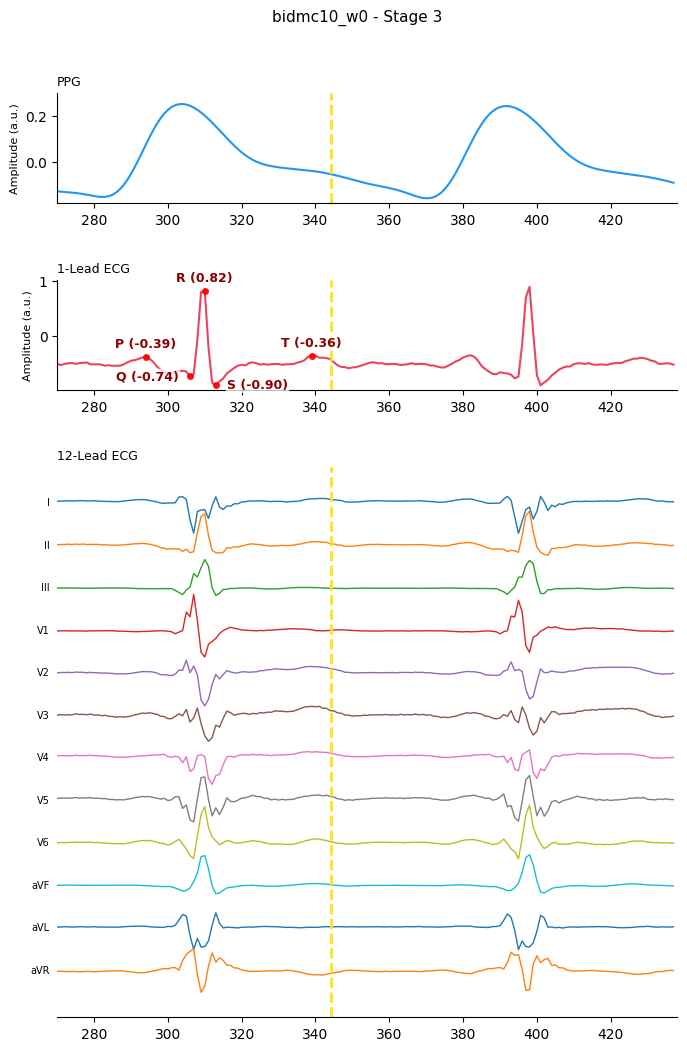 bidmc10_w0 - Stage 3
PPG
Amplitude (a.u.)
0.2
0.0
280 300 320 340 360 380 400 420
1-Lead ECG
Amplitude (a.u.)
1
0
R (0.82)
P (-0.39)
T (-0.36)
Q (-0.74)
S (-0.90)
280 300 320 340 360 380 400 420
12-Lead ECG
I
II
III
V1
V2
V3
V4
V5
V6
aVF
aVL
aVR
280 300 320 340 360 380 400 420